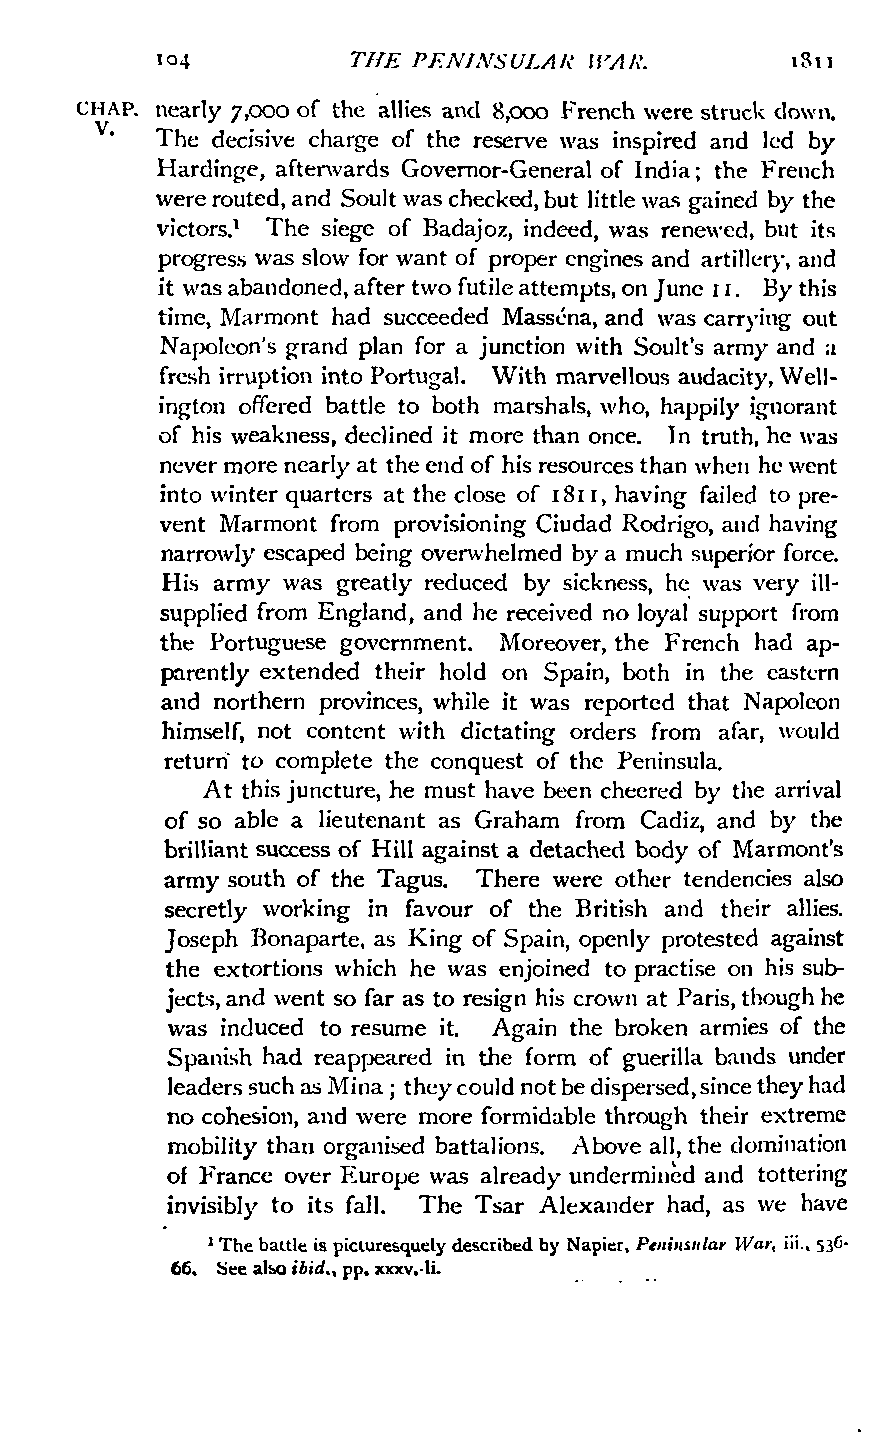 104 THE PENINSULAR WAR. 1811
CHAP. nearly 7,000 of the allies and 8,000 French were struck down.
V. The decisive charge of the reserve was inspired and led by
Hardinge, afterwards Governor-General of India; the French
were routed, and Soult was checked, but little was gained by the
victors.¹ The siege of Badajoz, indeed, was renewed, but its
progress was slow for want of proper engines and artillery, and
it was abandoned, after two futile attempts, on June 11. By this
time, Marmont had succeeded Masséna, and was carrying out
Napoleon's grand plan for a junction with Soult's army and a
fresh irruption into Portugal. With marvellous audacity, Well-
ington offered battle to both marshals, who, happily ignorant
of his weakness, declined it more than once. In truth, he was
never more nearly at the end of his resources than when he went
into winter quarters at the close of 1811, having failed to pre-
vent Marmont from provisioning Ciudad Rodrigo, and having
narrowly escaped being overwhelmed by a much superior force.
His army was greatly reduced by sickness, he was very ill-
supplied from England, and he received no loyal support from
the Portuguese government. Moreover, the French had ap-
parently extended their hold on Spain, both in the eastern
and northern provinces, while it was reported that Napoleon
himself, not content with dictating orders from afar, would
return to complete the conquest of the Peninsula.
At this juncture, he must have been cheered by the arrival
of so able a lieutenant as Graham from Cadiz, and by the
brilliant success of Hill against a detached body of Marmont's
army south of the Tagus. There were other tendencies also
secretly working in favour of the British and their allies.
Joseph Bonaparte, as King of Spain, openly protested against
the extortions which he was enjoined to practise on his sub-
jects, and went so far as to resign his crown at Paris, though he
was induced to resume it. Again the broken armies of the
Spanish had reappeared in the form of guerilla bands under
leaders such as Mina; they could not be dispersed, since they had
no cohesion, and were more formidable through their extreme
mobility than organised battalions. Above all, the domination
of France over Europe was already undermined and tottering
invisibly to its fall. The Tsar Alexander had, as we have
¹ The battle is picturesquely described by Napier, Peninsular War, iii., 536-
66. See also ibid., pp. xxxv.-li.